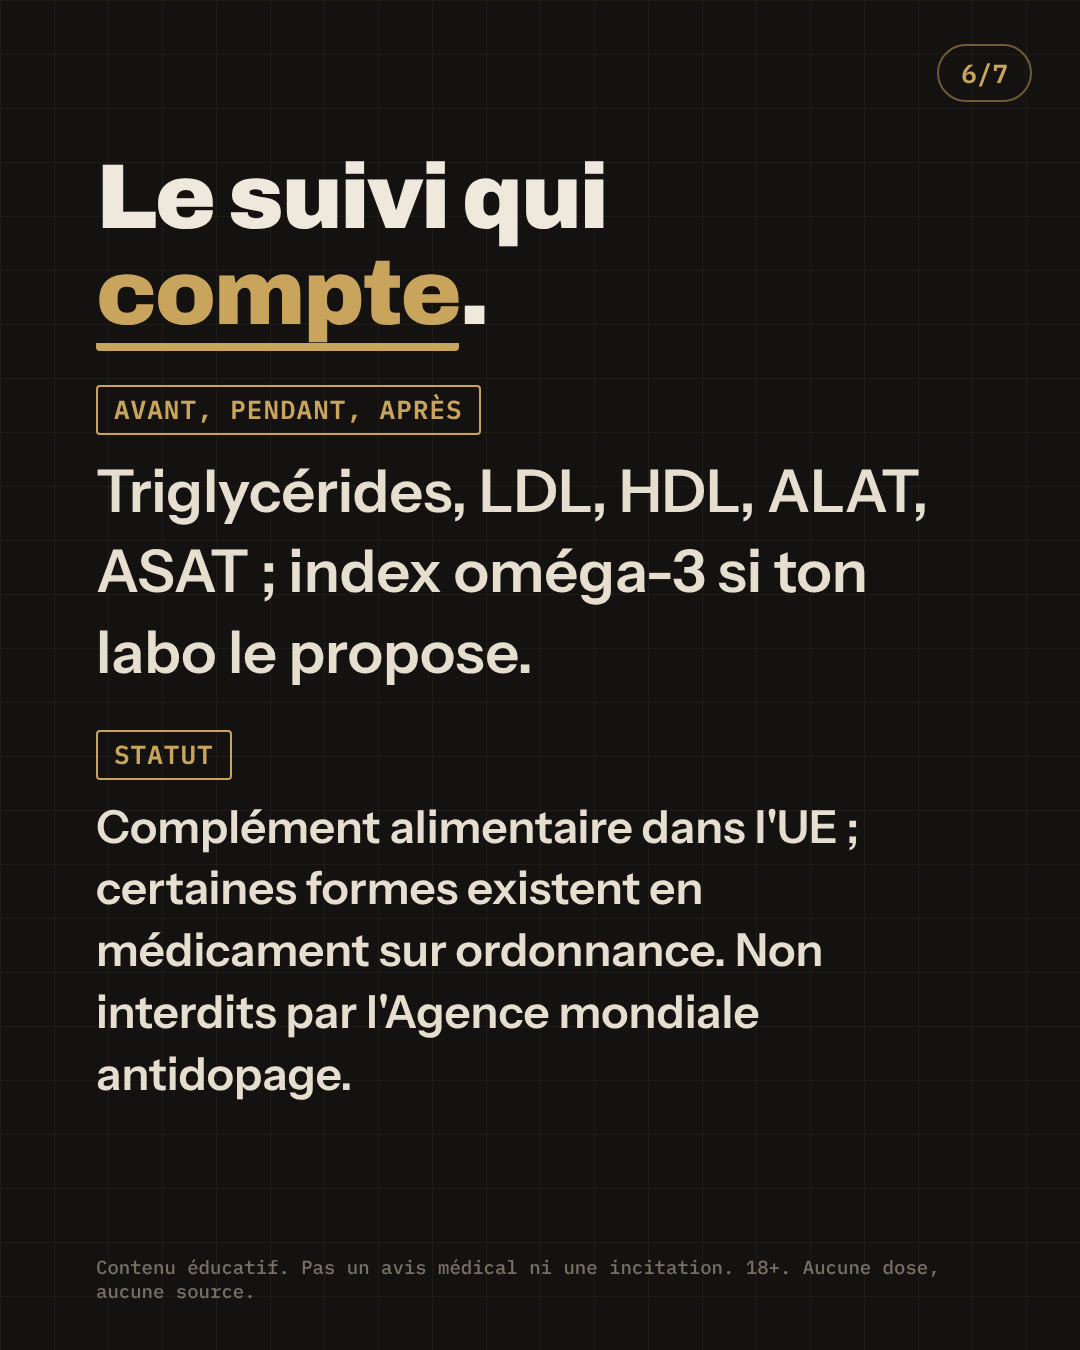 6/7
Le suivi qui
compte.
AVANT, PENDANT, APRÈS
Triglycérides, LDL, HDL, ALAT,
ASAT ; index oméga-3 si ton
labo le propose.
STATUT
Complément alimentaire dans l'UE ;
certaines formes existent en
médicament sur ordonnance. Non
interdits par l'Agence mondiale
antidopage.
Contenu éducatif. Pas un avis médical ni une incitation. 18+. Aucune dose,
aucune source.